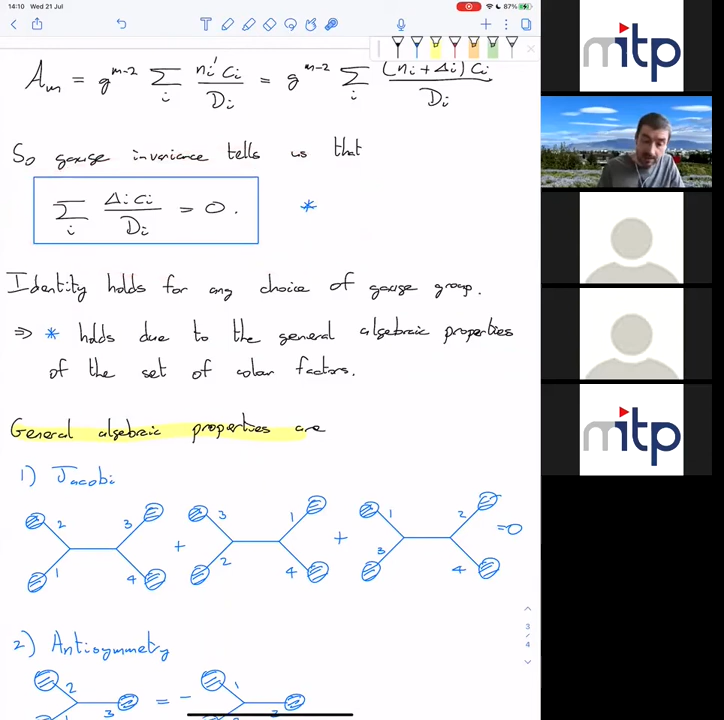 14:10 Wed 21 Jul
87%
A_m = g^{m-2} Σ_i n_i' c_i / D_i = g^{m-2} Σ_i (n_i + Δ_i) c_i / D_i
So gauge invariance tells us that
Σ_i Δ_i c_i / D_i = 0. *
Identity holds for any choice of gauge group.
⇒ * holds due to the general algebraic properties
of the set of colour factors.
General algebraic properties are
1) Jacobi
2 3 1 4 + 3 1 2 4 + 1 2 3 4 = 0
2) Antisymmetry
2 1 3 = - 1 2 3
3 / 4
mitp
mitp